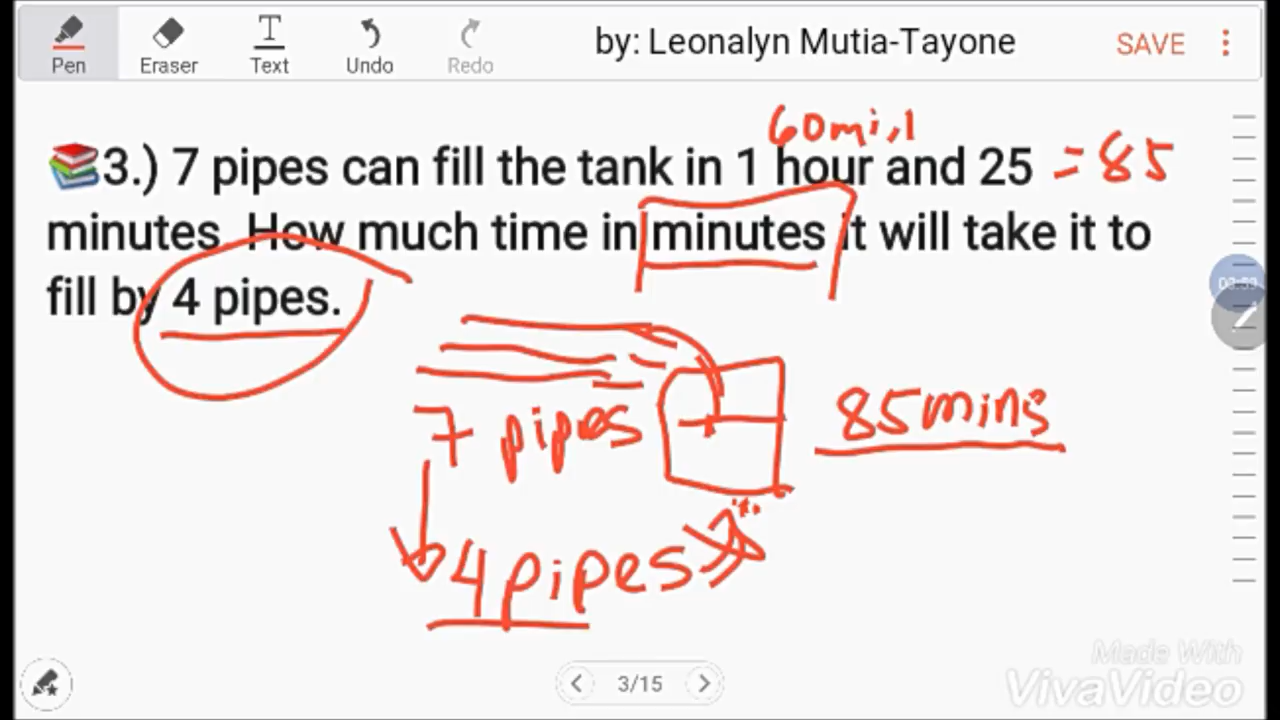 Pen
Eraser
Text
Undo
Redo
by: Leonalyn Mutia-Tayone
SAVE
60min
3.) 7 pipes can fill the tank in 1 hour and 25 = 85
minutes. How much time in minutes it will take it to
fill by 4 pipes.
7 pipes
85mins
4 pipes
3/15
Made With
VivaVideo